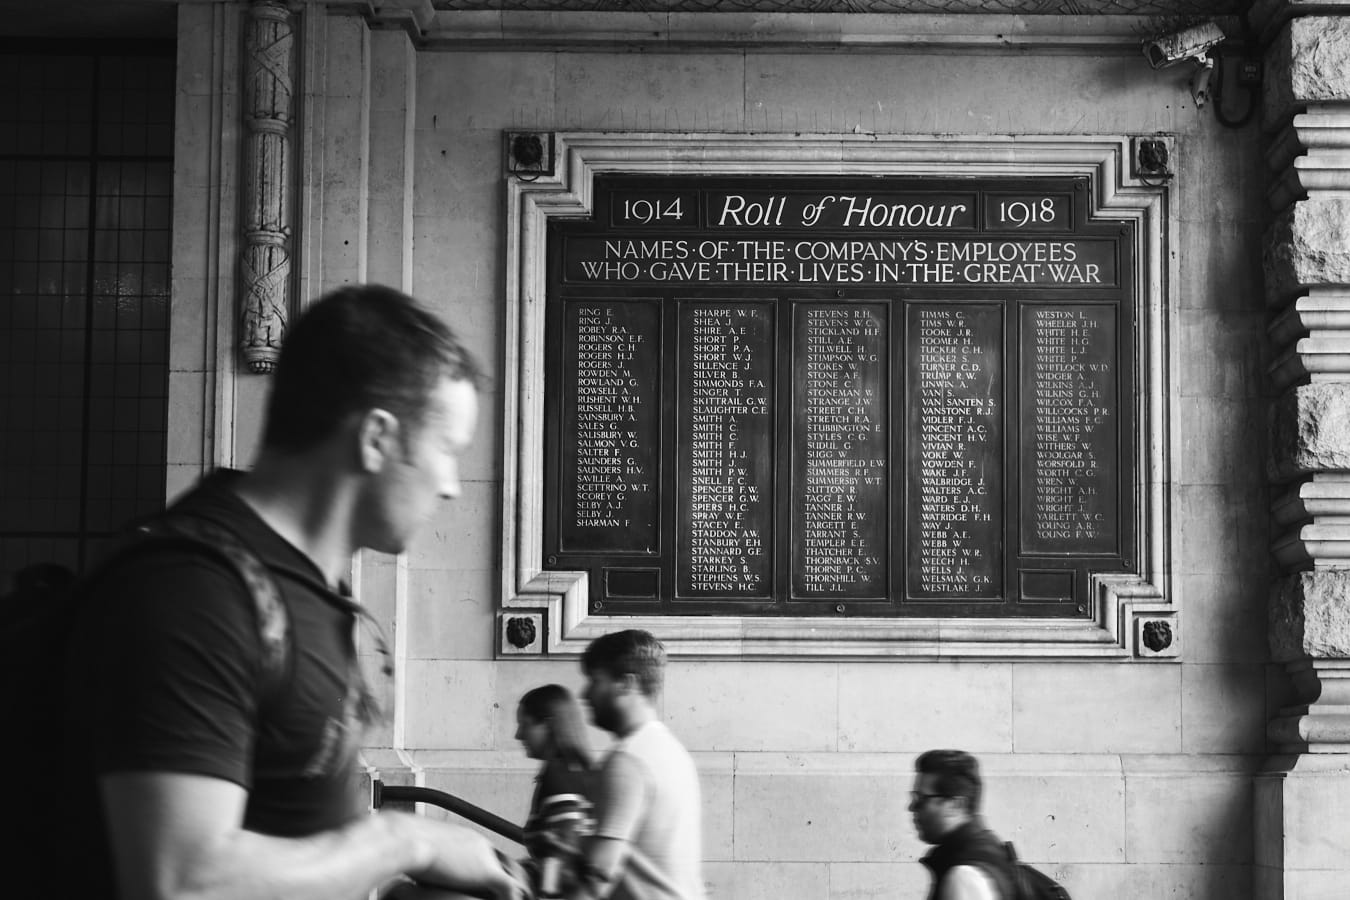 1914 Roll of Honour 1918
NAMES·OF·THE·COMPANY'S·EMPLOYEES
WHO·GAVE·THEIR·LIVES·IN·THE·GREAT·WAR
RING E.
RING J.
ROBEY R.A.
ROBINSON E.F.
ROGERS C.H.
ROGERS H.J.
ROGERS J.
ROWDEN M.
ROWLAND G.
ROWSELL A.
RUSHENT W.H.
RUSSELL H.B.
SAINSBURY A.
SALES G.
SALISBURY W.
SALMON V.G.
SALTER F.
SAUNDERS G.
SAUNDERS H.V.
SAVILLE A.
SCETTRINO W.T.
SCOREY G.
SELBY A.J.
SELBY J.
SHARMAN F.
SHARPE W.F.
SHEA J.
SHIRE A.E.
SHORT P.
SHORT P.A.
SHORT W.J.
SILLENCE J.
SILVER B.
SIMMONDS F.A.
SINGER T.
SKITTRAIL G.W.
SLAUGHTER C.E.
SMITH A.
SMITH C.
SMITH C.
SMITH F.
SMITH H.J.
SMITH J.
SMITH P.W.
SNELL F.C.
SPENCER F.W.
SPENCER G.W.
SPIERS H.C.
SPRAY W.E.
STACEY E.
STADDON A.W.
STANBURY E.H.
STANNARD G.E.
STARKEY S.
STARLING B.
STEPHENS W.S.
STEVENS H.C.
STEVENS R.H.
STEVENS W.C.
STICKLAND H.F.
STILL A.E.
STILWELL H.
STIMPSON W.G.
STOKES W.
STONE A.F.
STONE C.
STONEMAN W.
STRANGE J.W.
STREET C.H.
STRETCH R.A.
STUBBINGTON E.
STYLES C.G.
SUDUL G.
SUGG W.
SUMMERFIELD E.W.
SUMMERS R.F.
SUMMERSBY W.T.
SUTTON R.
TAGG E.W.
TANNER J.
TANNER R.W.
TARGETT E.
TARRANT S.
TEMPLER E.E.
THATCHER E.
THORNBACK S.V.
THORNE P.C.
THORNHILL W.
TILL J.L.
TIMMS C.
TIMS W.R.
TOOKE J.R.
TOOMER H.
TUCKER C.H.
TUCKER S.
TURNER C.D.
TRUMP R.W.
UNWIN A.
VAN S.
VAN SANTEN S.
VANSTONE R.J.
VIDLER F.J.
VINCENT A.C.
VINCENT H.V.
VIVIAN R.
VOKE W.
VOWDEN F.
WAKE J.F.
WALBRIDGE J.
WALTERS A.C.
WARD E.J.
WATERS D.H.
WATRIDGE F.H.
WAY J.
WEBB A.E.
WEBB W.
WEEKES W.R.
WELCH H.
WELLS J.
WELSMAN G.K.
WESTLAKE J.
WESTON L.
WHEELER J.H.
WHITE H.E.
WHITE H.G.
WHITE L.J.
WHITE P.
WHITLOCK W.D.
WIDGER A.
WILKINS A.J.
WILKINS G.H.
WILCOX F.A.
WILLCOCKS P.R.
WILLIAMS F.C.
WILLIAMS W.
WISE W.F.
WITHERS W.
WOOLGAR S.
WORSFOLD R.
WORTH C.G.
WREN W.
WRIGHT A.H.
WRIGHT E.
WRIGHT J.
YARLETT W.C.
YOUNG A.R.
YOUNG F.W.